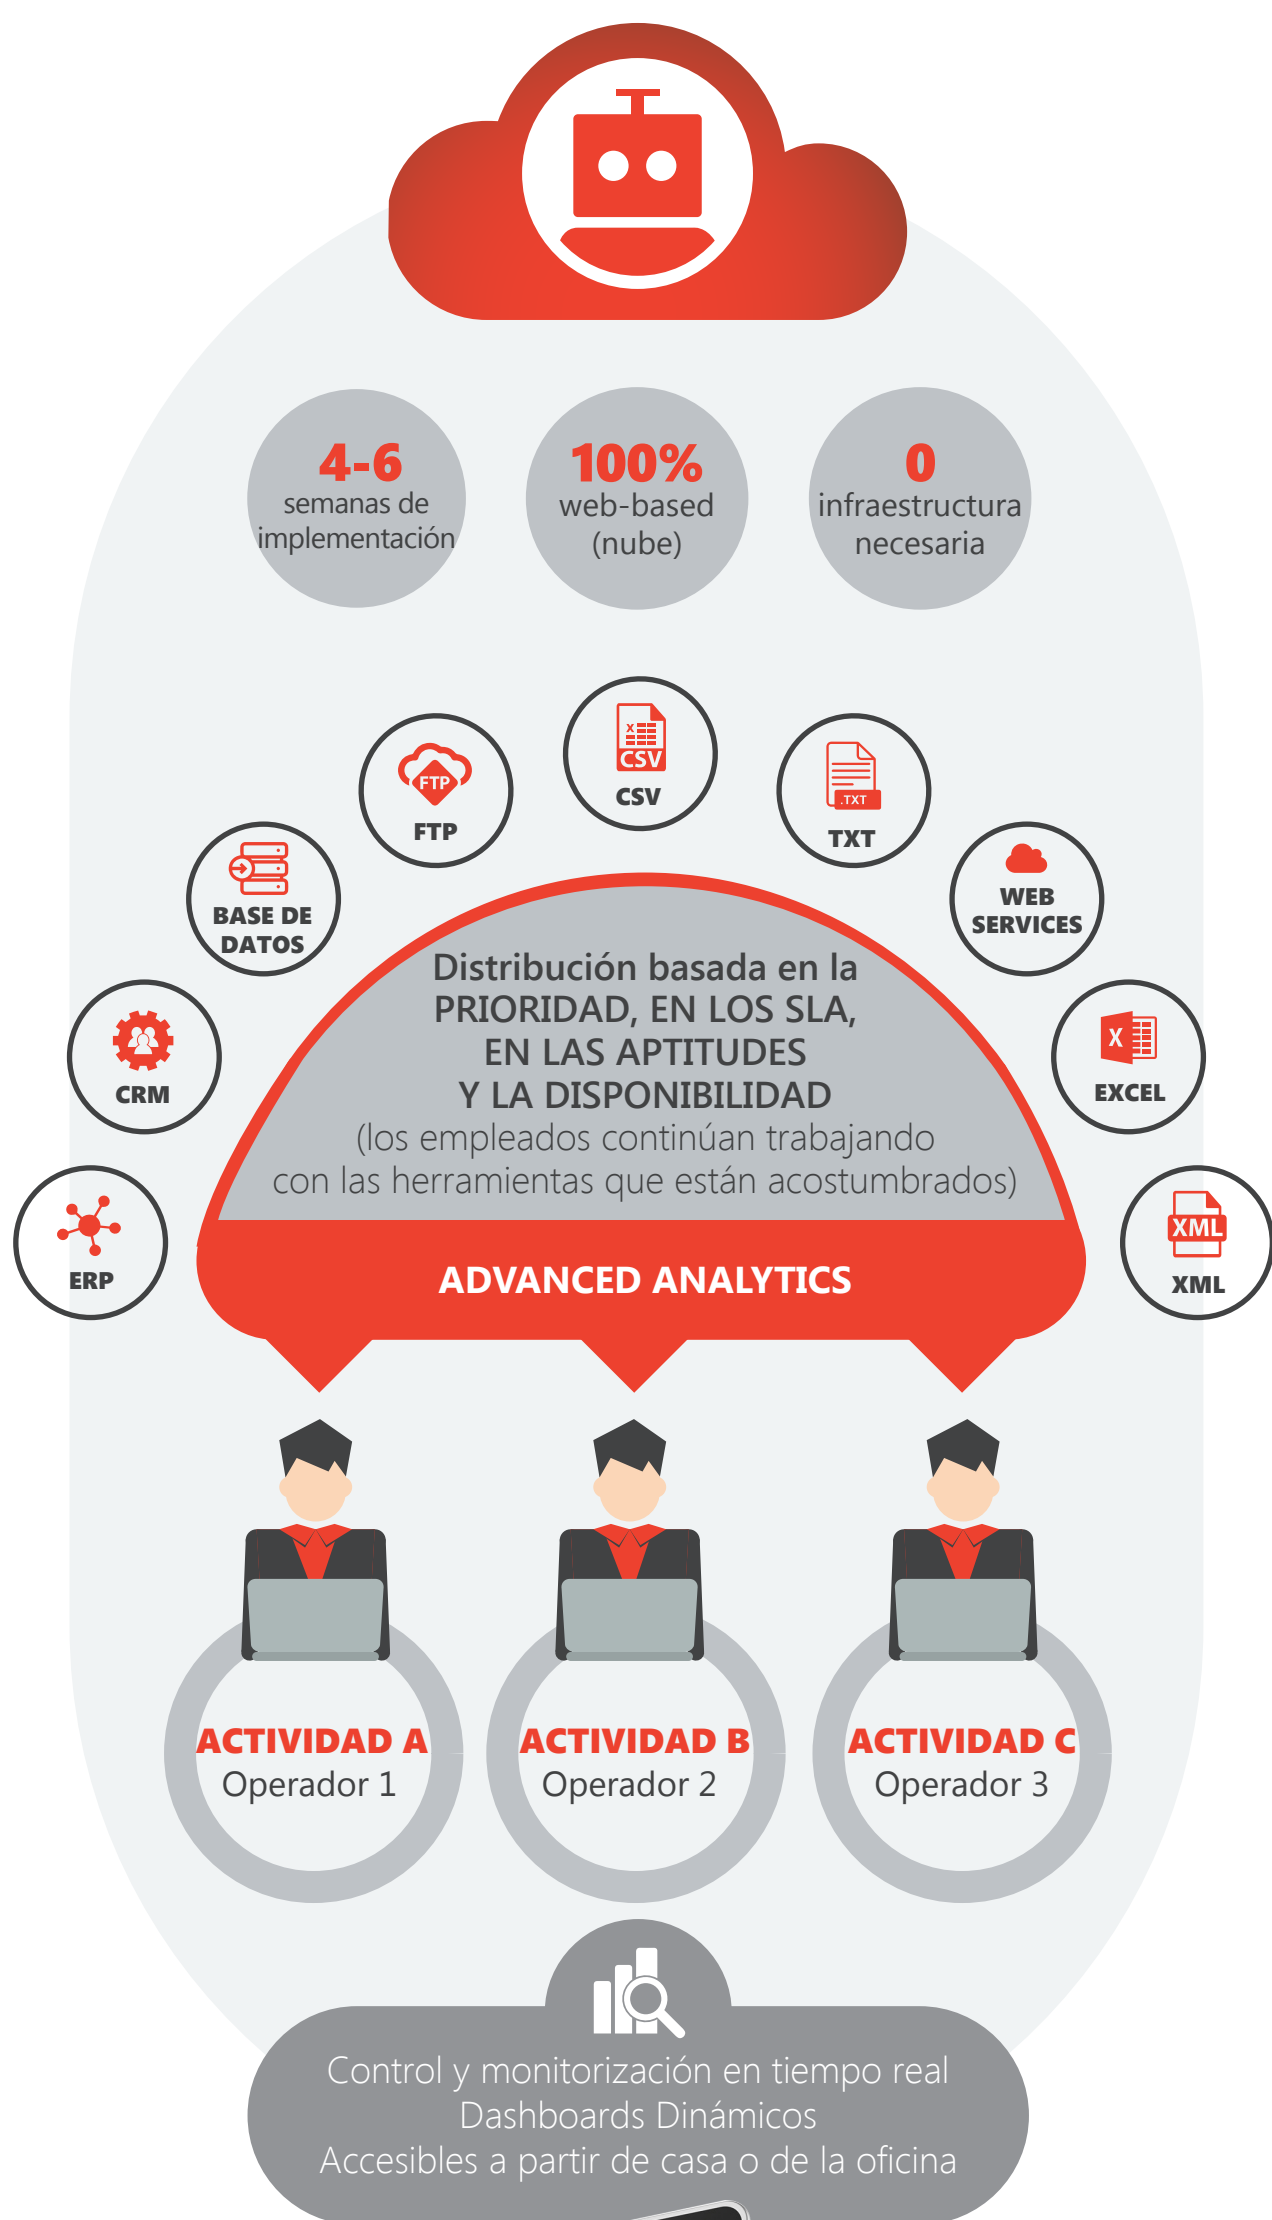 4-6
semanas de
implementación
100%
web-based
(nube)
0
infraestructura
necesaria
CSV
CSV
FTP
FTP
.TXT
TXT
BASE DE
DATOS
WEB
SERVICES
CRM
X
EXCEL
ERP
XML
XML
Distribución basada en la
PRIORIDAD, EN LOS SLA,
EN LAS APTITUDES
Y LA DISPONIBILIDAD
(los empleados continúan trabajando
con las herramientas que están acostumbrados)
ADVANCED ANALYTICS
ACTIVIDAD A
Operador 1
ACTIVIDAD B
Operador 2
ACTIVIDAD C
Operador 3
Control y monitorización en tiempo real
Dashboards Dinámicos
Accesibles a partir de casa o de la oficina